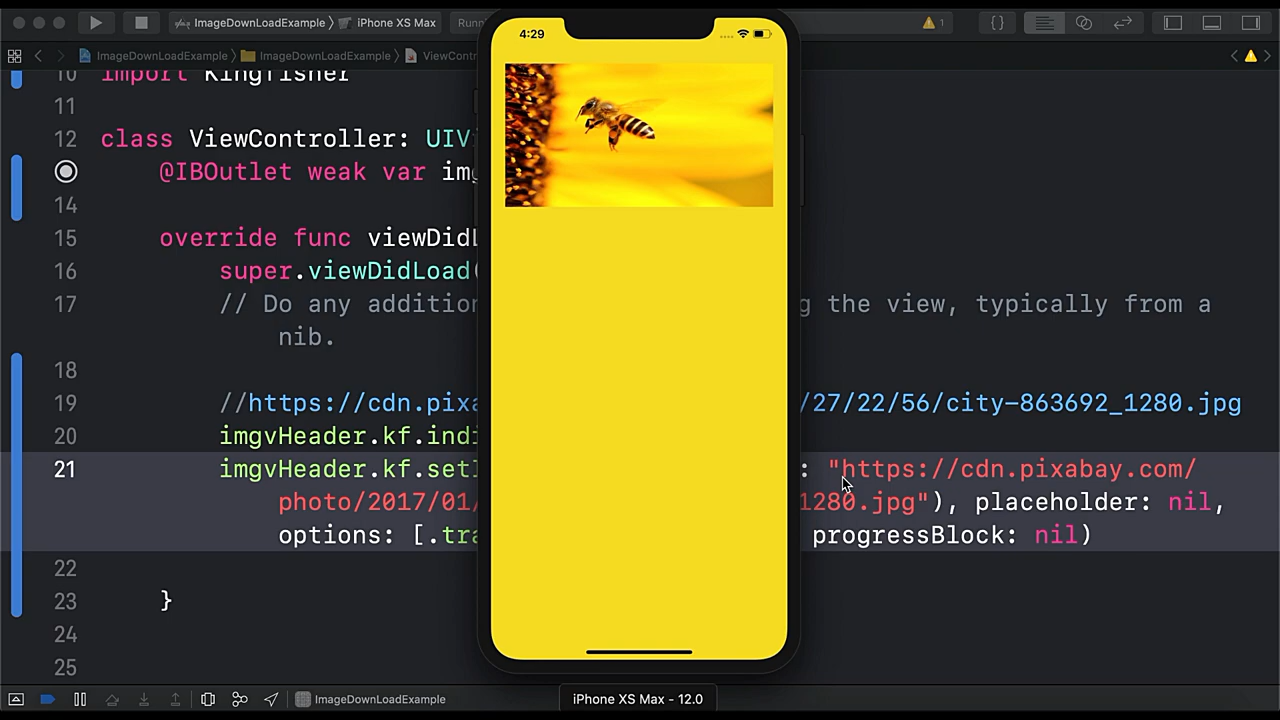 ImageDownLoadExample
iPhone XS Max
1
ImageDownLoadExample
ImageDownLoadExample
4:29
10 import Kingfisher
11
12 class ViewController: UIVi
@IBOutlet weak var img
14
15 override func viewDidL
16 super.viewDidLoad(
17 // Do any addition g the view, typically from a
nib.
18
19 //https://cdn.pixa /27/22/56/city-863692_1280.jpg
20 imgvHeader.kf.indi
21 imgvHeader.kf.setI : "https://cdn.pixabay.com/
photo/2017/01/ 1280.jpg"), placeholder: nil,
options: [.tra progressBlock: nil)
22
23 }
24
25
ImageDownLoadExample
iPhone XS Max - 12.0